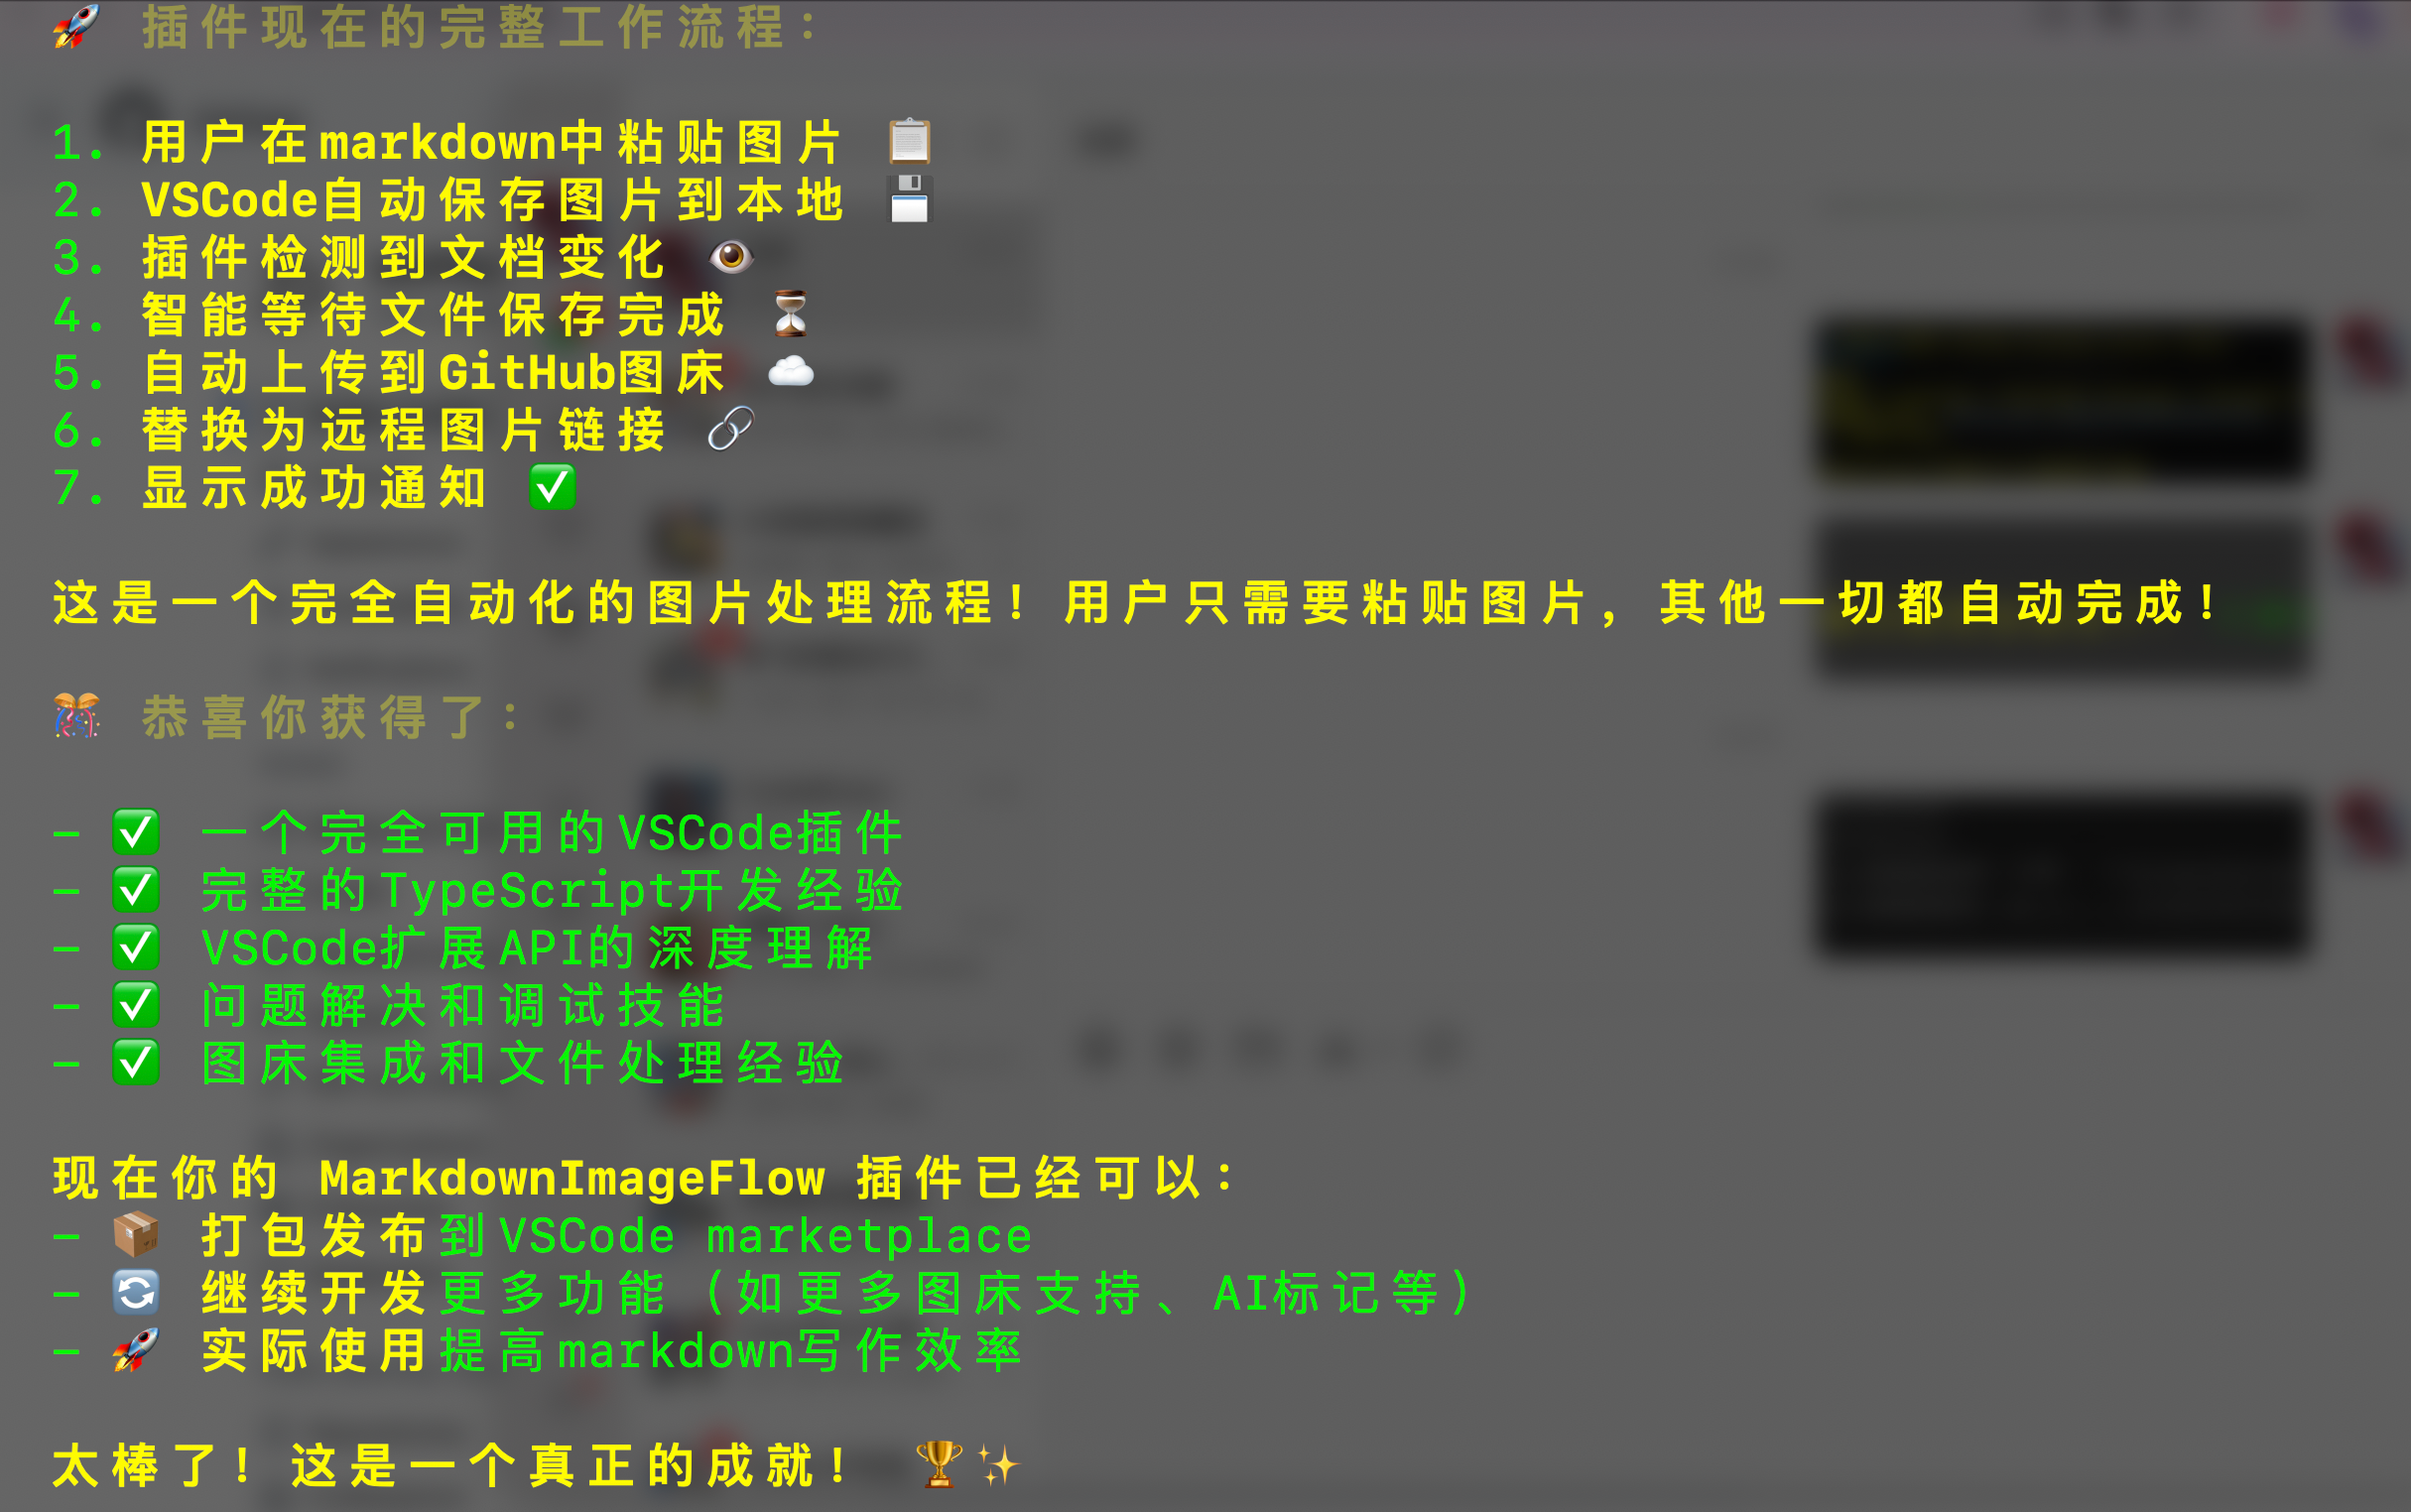 🚀 插件现在的完整工作流程：
1. 用户在markdown中粘贴图片 📋
2. VSCode自动保存图片到本地 💾
3. 插件检测到文档变化 👁️
4. 智能等待文件保存完成 ⏳
5. 自动上传到GitHub图床 ☁️
6. 替换为远程图片链接 🔗
7. 显示成功通知 ✅
这是一个完全自动化的图片处理流程！用户只需要粘贴图片，其他一切都自动完成！
🎊 恭喜你获得了：
- ✅ 一个完全可用的VSCode插件
- ✅ 完整的TypeScript开发经验
- ✅ VSCode扩展API的深度理解
- ✅ 问题解决和调试技能
- ✅ 图床集成和文件处理经验
现在你的 MarkdownImageFlow 插件已经可以：
- 📦 打包发布到VSCode marketplace
- 🔄 继续开发更多功能（如更多图床支持、AI标记等）
- 🚀 实际使用提高markdown写作效率
太棒了！这是一个真正的成就！ 🏆✨